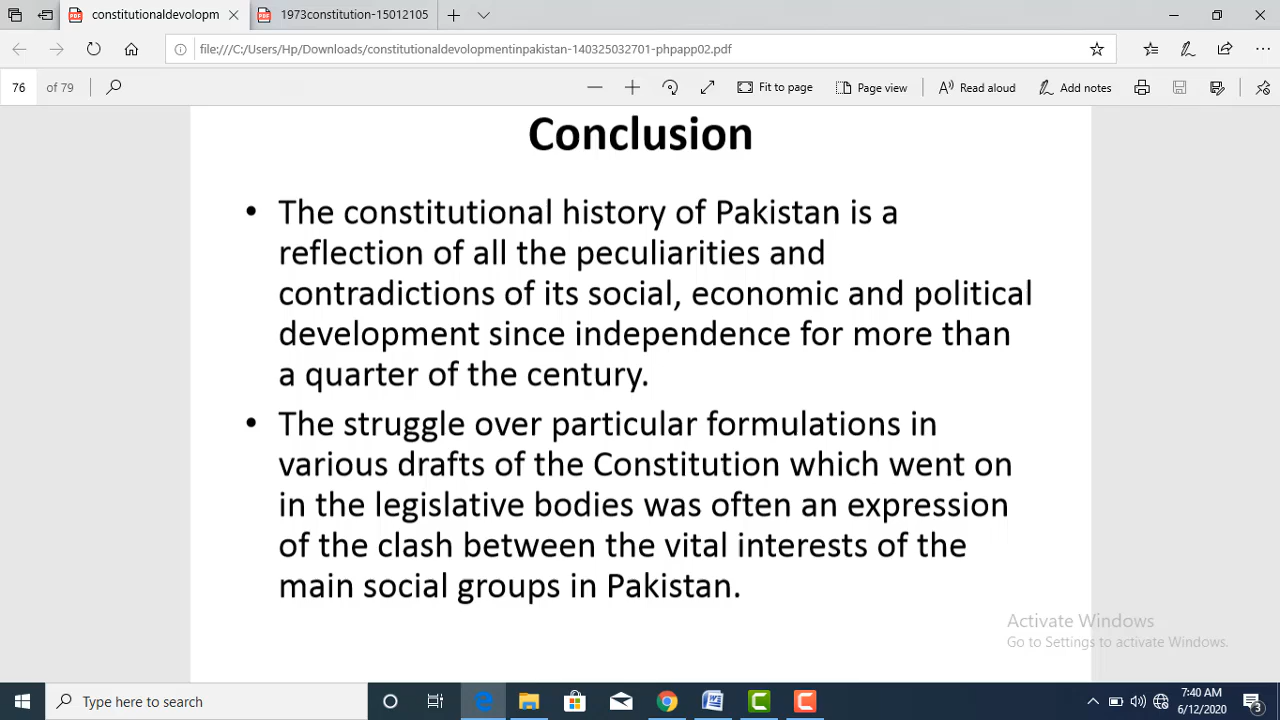 constitutionaldevolopm
1973constitution-15012105
file:///C:/Users/Hp/Downloads/constitutionaldevolopmentinpakistan-140325032701-phpapp02.pdf
76 of 79
Fit to page
Page view
Read aloud
Add notes
Conclusion
• The constitutional history of Pakistan is a
reflection of all the peculiarities and
contradictions of its social, economic and political
development since independence for more than
a quarter of the century.
• The struggle over particular formulations in
various drafts of the Constitution which went on
in the legislative bodies was often an expression
of the clash between the vital interests of the
main social groups in Pakistan.
Activate Windows
Go to Settings to activate Windows.
Type here to search
7:40 AM
6/12/2020
3